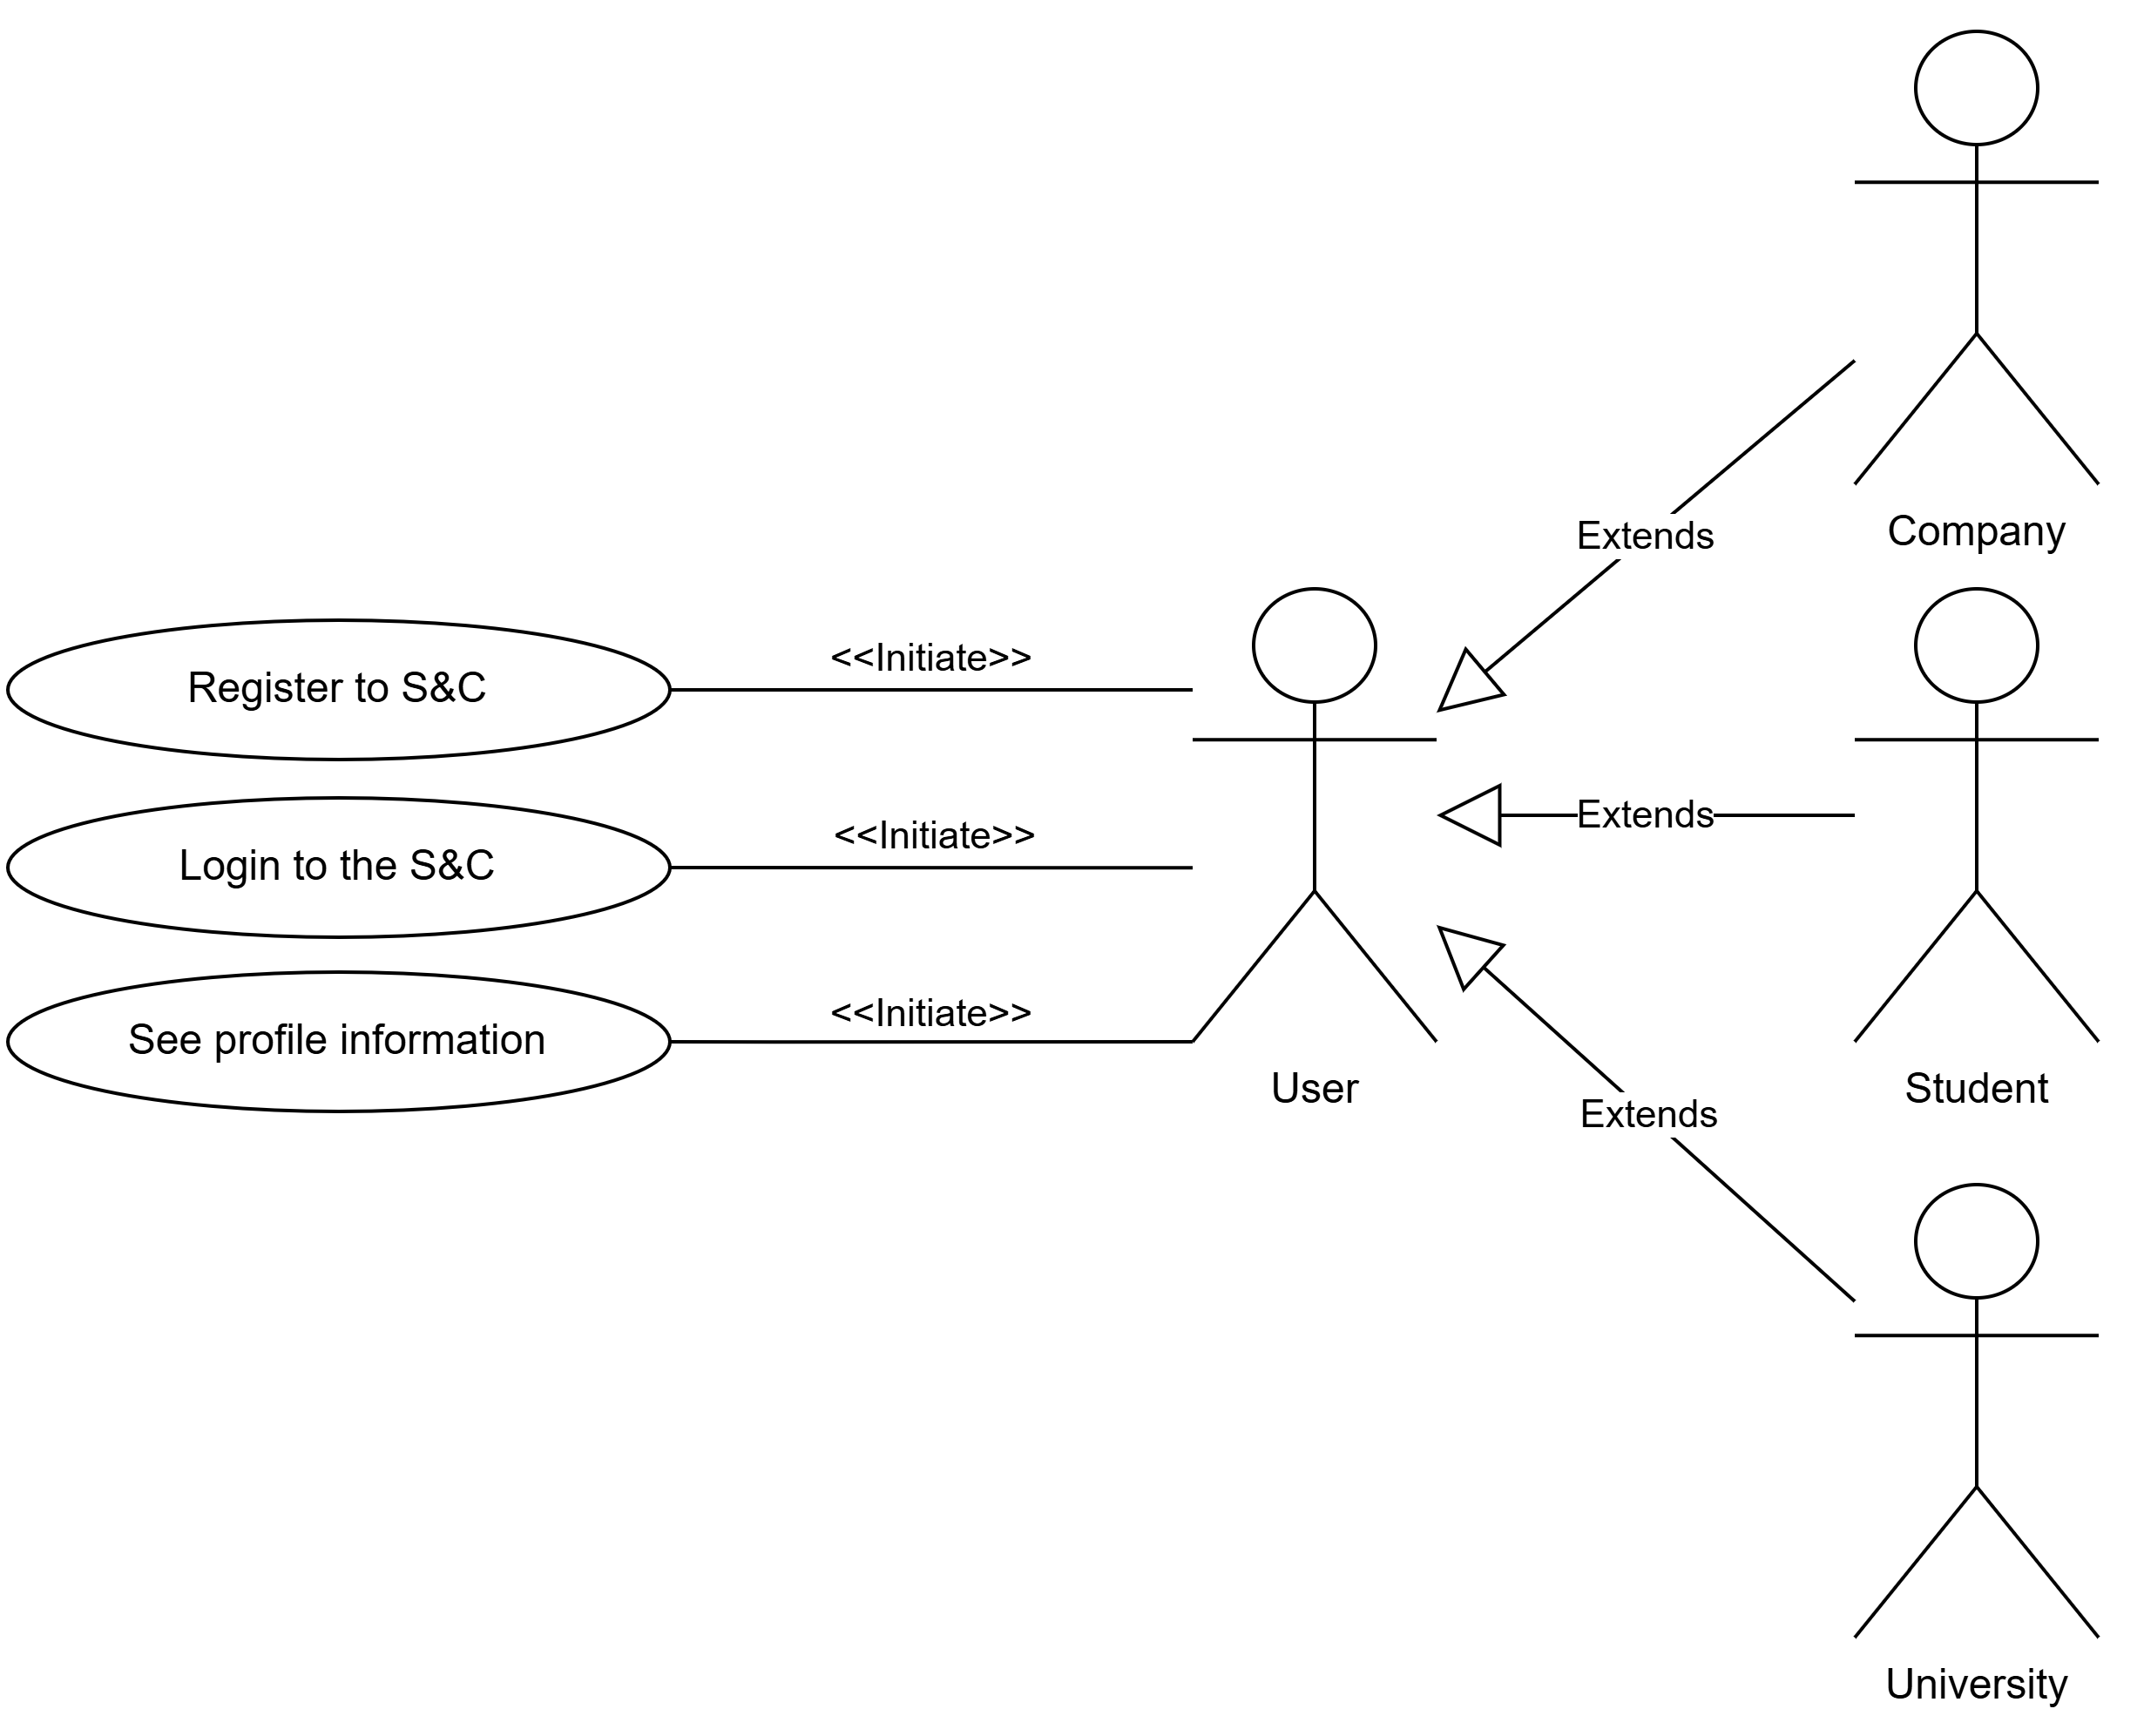 Company
Extends
Register to S&C
<<Initiate>>
Login to the S&C
<<Initiate>>
Extends
See profile information
<<Initiate>>
User
Student
Extends
University